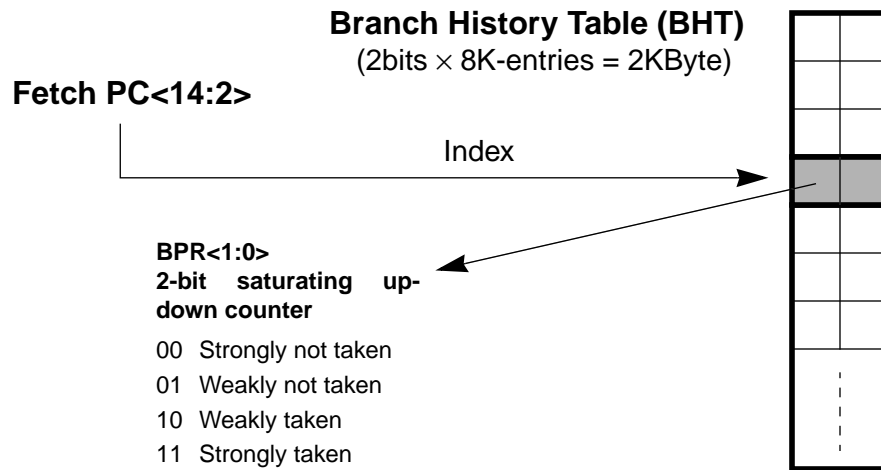 Branch History Table (BHT)
(2bits × 8K-entries = 2KByte)
Fetch PC<14:2>
Index
BPR<1:0>
2-bit saturating up-
down counter
00 Strongly not taken
01 Weakly not taken
10 Weakly taken
11 Strongly taken